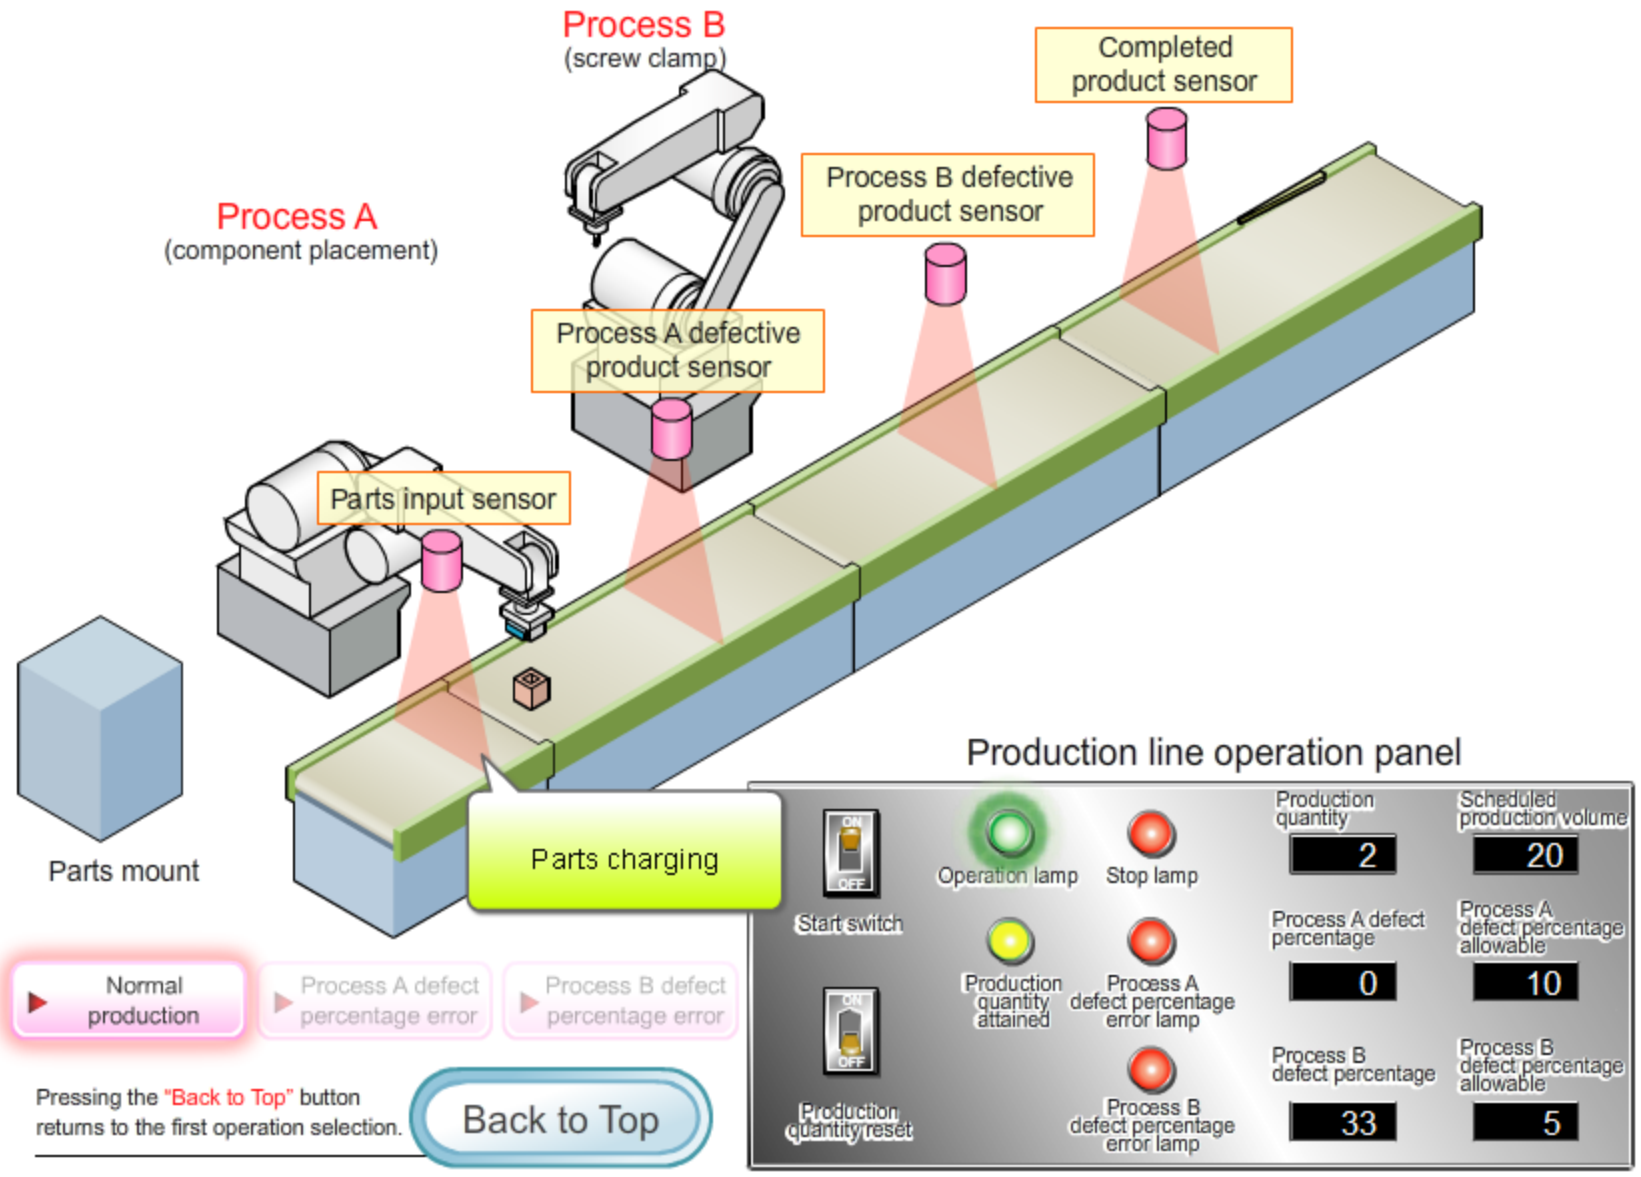 Process B
(screw clamp)
Completed
product sensor
Process B defective
product sensor
Process A
(component placement)
Process A defective
product sensor
Parts input sensor
Parts mount
Parts charging
Production line operation panel
ON
OFF
Start switch
ON
OFF
Production
quantity reset
Operation lamp
Stop lamp
Production
quantity
attained
Process A
defect percentage
error lamp
Process B
defect percentage
error lamp
Production
quantity
2
Scheduled
production volume
20
Process A defect
percentage
0
Process A
defect percentage
allowable
10
Process B
defect percentage
33
Process B
defect percentage
allowable
5
Normal
production
Process A defect
percentage error
Process B defect
percentage error
Pressing the “Back to Top” button
returns to the first operation selection.
Back to Top